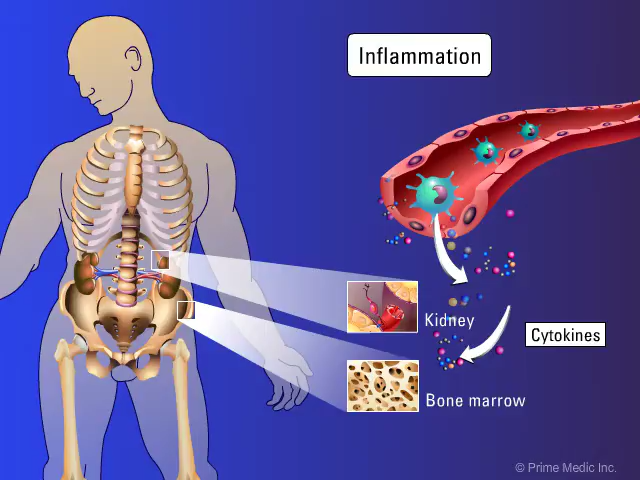 Inflammation
Kidney
Cytokines
Bone marrow
© Prime Medic Inc.